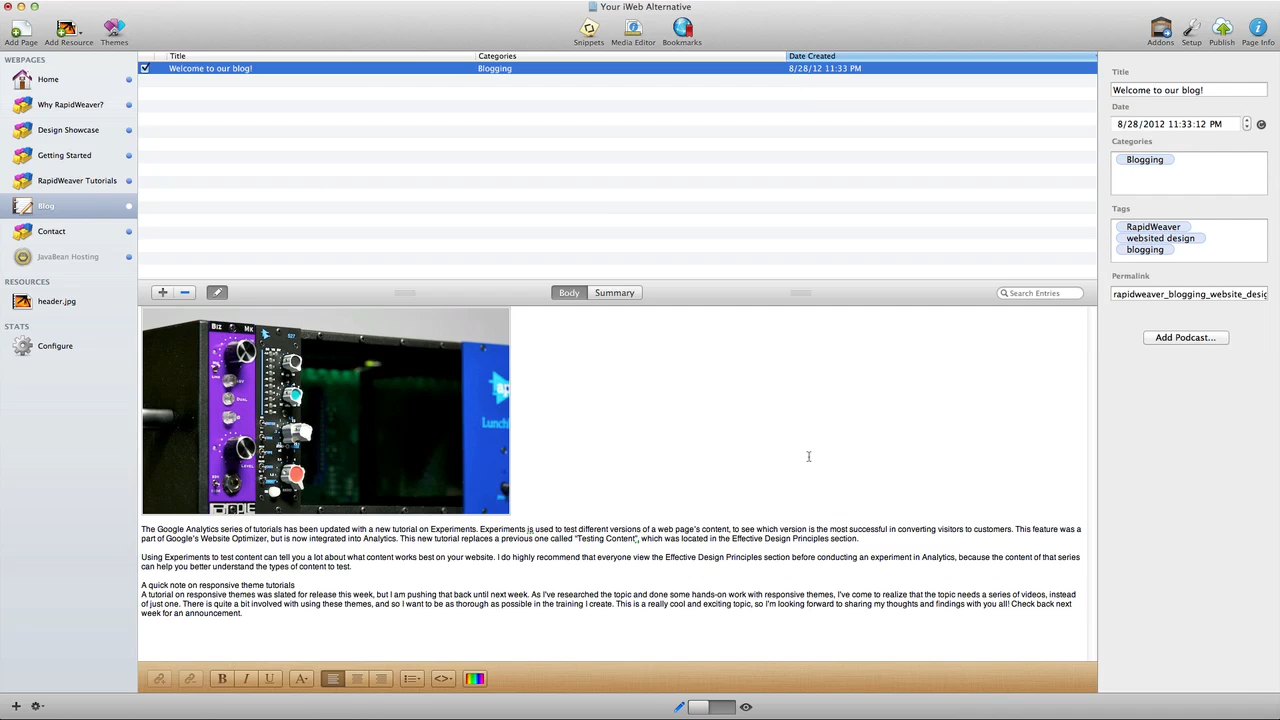 Your iWeb Alternative
Add Page
Add Resource
Themes
Snippets
Media Editor
Bookmarks
Addons
Setup
Publish
Page Info
WEBPAGES
Home
Why RapidWeaver?
Design Showcase
Getting Started
RapidWeaver Tutorials
Blog
Contact
JavaBean Hosting
RESOURCES
header.jpg
STATS
Configure
Title
Categories
Date Created
Welcome to our blog!
Blogging
8/28/12 11:33 PM
Title
Welcome to our blog!
Date
8/28/2012 11:33:12 PM
Categories
Blogging
Tags
RapidWeaver
websited design
blogging
Permalink
rapidweaver_blogging_website_desig
Add Podcast...
Body
Summary
Search Entries
Biz
MK
DUAL
LEVEL
527
Lunch
The Google Analytics series of tutorials has been updated with a new tutorial on Experiments. Experiments is used to test different versions of a web page's content, to see which version is the most successful in converting visitors to customers. This feature was a
part of Google's Website Optimizer, but is now integrated into Analytics. This new tutorial replaces a previous one called "Testing Content", which was located in the Effective Design Principles section.
Using Experiments to test content can tell you a lot about what content works best on your website. I do highly recommend that everyone view the Effective Design Principles section before conducting an experiment in Analytics, because the content of that series
can help you better understand the types of content to test.
A quick note on responsive theme tutorials
A tutorial on responsive themes was slated for release this week, but I am pushing that back until next week. As I've researched the topic and done some hands-on work with responsive themes, I've come to realize that the topic needs a series of videos, instead
of just one. There is quite a bit involved with using these themes, and so I want to be as thorough as possible in the training I create. This is a really cool and exciting topic, so I'm looking forward to sharing my thoughts and findings with you all! Check back next
week for an announcement.
B I U A